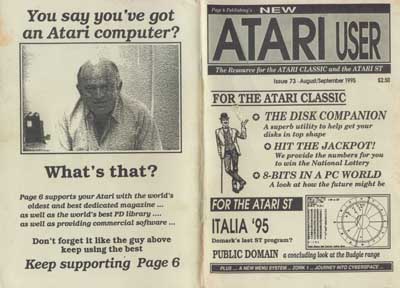 You say you've got
an Atari computer?
What's that?
Page 6 supports your Atari with the world's
oldest and best dedicated magazine ...
as well as the world's best PD library ....
as well as providing commercial software ...
Don't forget it like the guy above
keep using the best
Keep supporting Page 6
Page 6 Publishing's NEW
ATARI USER
The Resource for the ATARI CLASSIC and the ATARI ST
Issue 73 August/September 1995 £2.50
FOR THE ATARI CLASSIC
THE DISK COMPANION
A superb utility to help get your
disks in top shape
HIT THE JACKPOT!
We provide the numbers for you
to win the National Lottery
8-BITS IN A PC WORLD
A look at how the future might be
FOR THE ATARI ST
ITALIA '95
Domark's last ST program?
PUBLIC DOMAIN a concluding look at the Budgie range
PLUS ... A NEW MENU SYSTEM .. ZORK 1 ... JOURNEY INTO CYBERSPACE